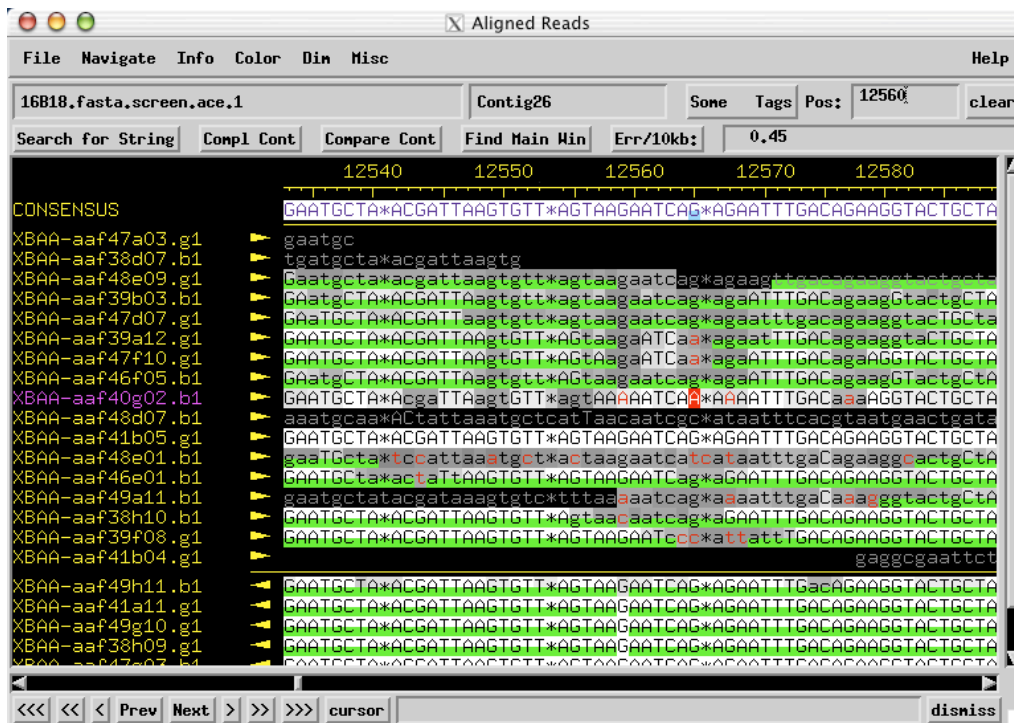 Aligned Reads
File Navigate Info Color Dim Misc Help
16B18.fasta.screen.ace.1 Contig26 Some Tags Pos: 12560 clear
Search for String Compl Cont Compare Cont Find Main Win Err/10kb: 0.45
12540 12550 12560 12570 12580
CONSENSUS GAATGCTA*ACGATTAAGTGTT*AGTAAGAATCAG*AGAATTTGACAGAAGGTACTGCTA
XBAA-aaf47a03.g1 gaatgc
XBAA-aaf38d07.b1 tgatgcta*acgattaagtg
XBAA-aaf48e09.g1 Gaatgcta*acgattaagtgtt*agtaagaatcag*agaagttgacagaaggtactgcta
XBAA-aaf39b03.b1 GAatgCTA*ACGATTAagtgtt*agtaagaatcag*agaATTTGACagaagGtactgCTA
XBAA-aaf47d07.g1 GAaTGCTA*ACGATTaagtgtt*agtaagaatcag*agaatttgacagaaggtacTGCta
XBAA-aaf39a12.g1 GAATGCTA*ACGATTAAgtGTT*AGtaagaATCaa*agaatTTGACAGaaggtaCTGCTA
XBAA-aaf47f10.g1 GAATGCTA*ACGATTAAgtGTT*AGTAagaATCaa*agaATTTGACAgaAGGTACTGCTA
XBAA-aaf46f05.b1 GAatgCTA*ACGATTAagtgtt*AGtaagaatcag*agaATTTGACAgaagGTactgCTA
XBAA-aaf40g02.b1 GAATGCTA*AcgaTTAagtGTT*agtAAAAATCAA*AAAATTTGACaaaAGGTACTGCTA
XBAA-aaf48d07.b1 aaatgcaa*ACtattaaatgctcatTaacaatcgc*ataatttcacgtaatgaactgata
XBAA-aaf41b05.g1 GAATGCTA*ACGATTAAGTGTT*AGTAAGAATCAG*AGAATTTGACAGAAGGTACTGCTA
XBAA-aaf48e01.b1 gaaTGcta*tccattaatgct*actaagaatcatcataatttgaCagaaggcactgCtA
XBAA-aaf46e01.b1 GAATGCta*actaTtAAGTGTT*AGTAAGAATCAG*agAATTTGACAGAAGGTACTGCTA
XBAA-aaf49a11.b1 gaatgctatacgataaagtgtc*tttaaaaatcag*aaaatttgaCaaagggtactgCtA
XBAA-aaf38h10.b1 GAATGCTA*ACGATTAAGTGTT*Agtaacaatcag*aGAATTTGACAGAAGGTACTGCTA
XBAA-aaf39f08.g1 GAATGCTA*ACGATTAAGTGTT*AGTAAGAATccc*attattTGACAGAAGGTACTGCTA
XBAA-aaf41b04.g1 gaggcgaattct
XBAA-aaf49h11.b1 GAATGCTA*ACGATTAAGTGTT*AGTAAGAATCAG*AGAATTTGacAGAAGGTACTGCTA
XBAA-aaf41a11.g1 GAATGCTA*ACGATTAAGTGTT*AGTAAGAATCAG*AGAATTTGACAGAAGGTACTGCTA
XBAA-aaf49g10.g1 GAATGCTA*ACGATTAAGTGTT*AGTAAGAATCAG*AGAATTTGACAGAAGGTACTGCTA
XBAA-aaf38h09.g1 GAATGCTA*ACGATTAAGTGTT*AGTAAGAATCAG*AGAATTTGACAGAAGGTACTGCTA
<<< << < Prev Next > >> >>> cursor dismiss